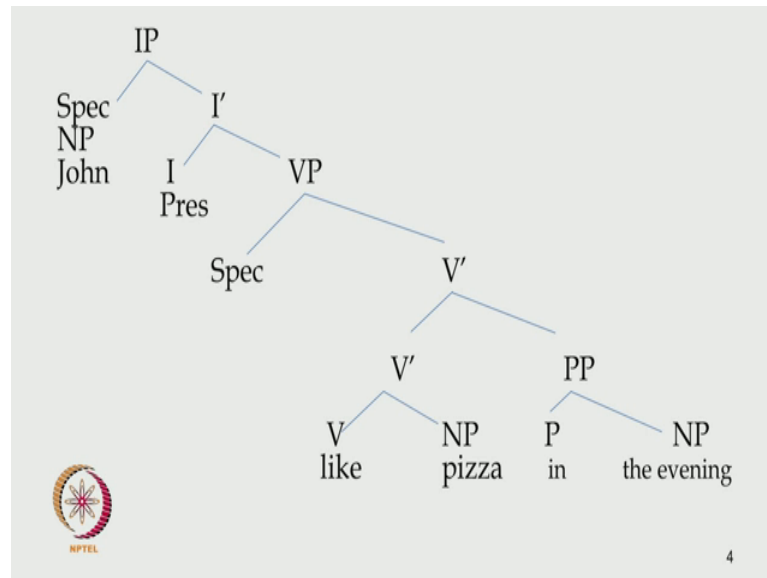 IP
Spec I′
NP
John I VP
Pres
Spec V′
V′ PP
V NP P NP
like pizza in the evening
NPTEL
4